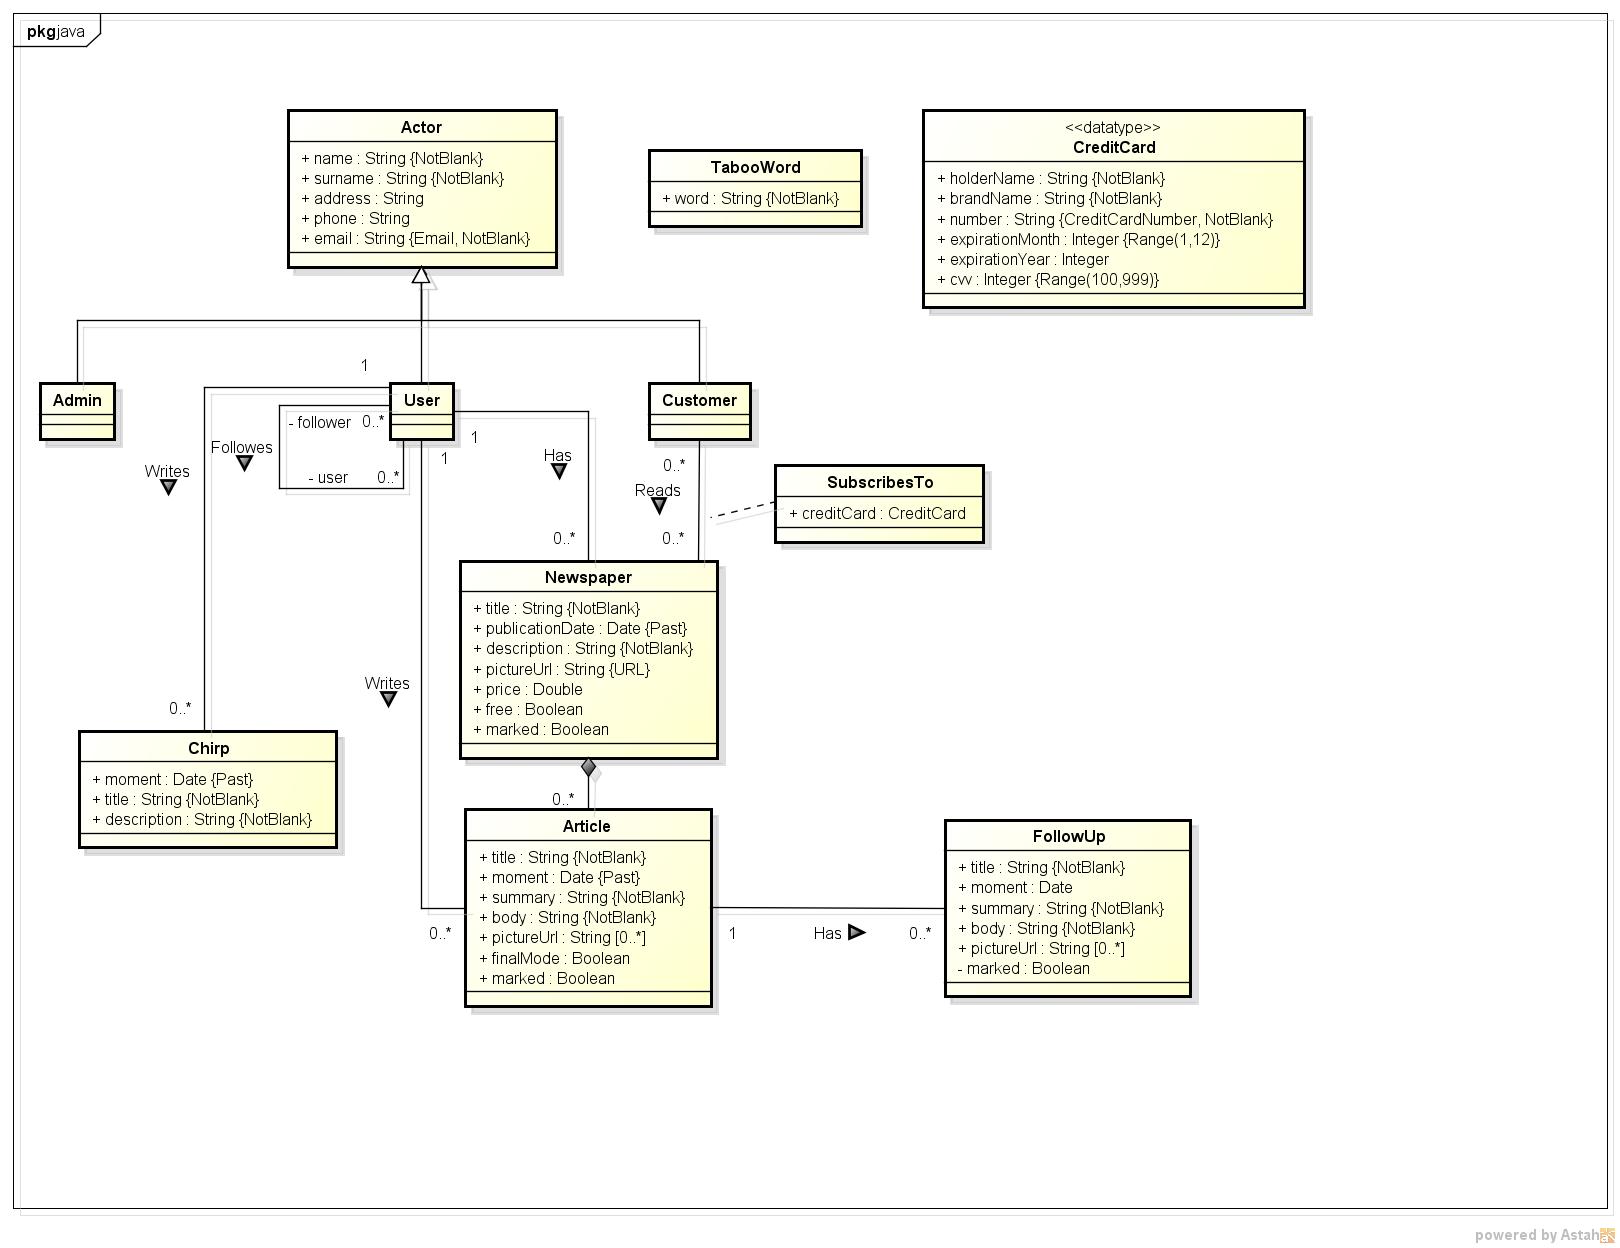 pkg java
Actor
+ name : String {NotBlank}
+ surname : String {NotBlank}
+ address : String
+ phone : String
+ email : String {Email, NotBlank}
TabooWord
+ word : String {NotBlank}
<<datatype>>
CreditCard
+ holderName : String {NotBlank}
+ brandName : String {NotBlank}
+ number : String {CreditCardNumber, NotBlank}
+ expirationMonth : Integer {Range(1,12)}
+ expirationYear : Integer
+ cvv : Integer {Range(100,999)}
1
Admin
User
Customer
- follower 0..*
1
Followes
1
Has
0..*
Writes
- user 0..*
Reads
SubscribesTo
+ creditCard : CreditCard
0..*
0..*
Newspaper
+ title : String {NotBlank}
+ publicationDate : Date {Past}
+ description : String {NotBlank}
+ pictureUrl : String {URL}
+ price : Double
+ free : Boolean
+ marked : Boolean
Writes
0..*
Chirp
+ moment : Date {Past}
+ title : String {NotBlank}
+ description : String {NotBlank}
0..*
Article
+ title : String {NotBlank}
+ moment : Date {Past}
+ summary : String {NotBlank}
+ body : String {NotBlank}
+ pictureUrl : String [0..*]
+ finalMode : Boolean
+ marked : Boolean
0..*
1
Has
0..*
FollowUp
+ title : String {NotBlank}
+ moment : Date
+ summary : String {NotBlank}
+ body : String {NotBlank}
+ pictureUrl : String [0..*]
- marked : Boolean
powered by Astah